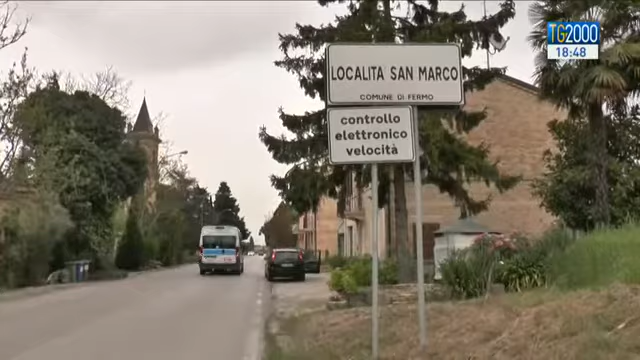 TG2000
18:48
LOCALITÀ SAN MARCO
COMUNE DI FERMO
controllo
elettronico
velocità